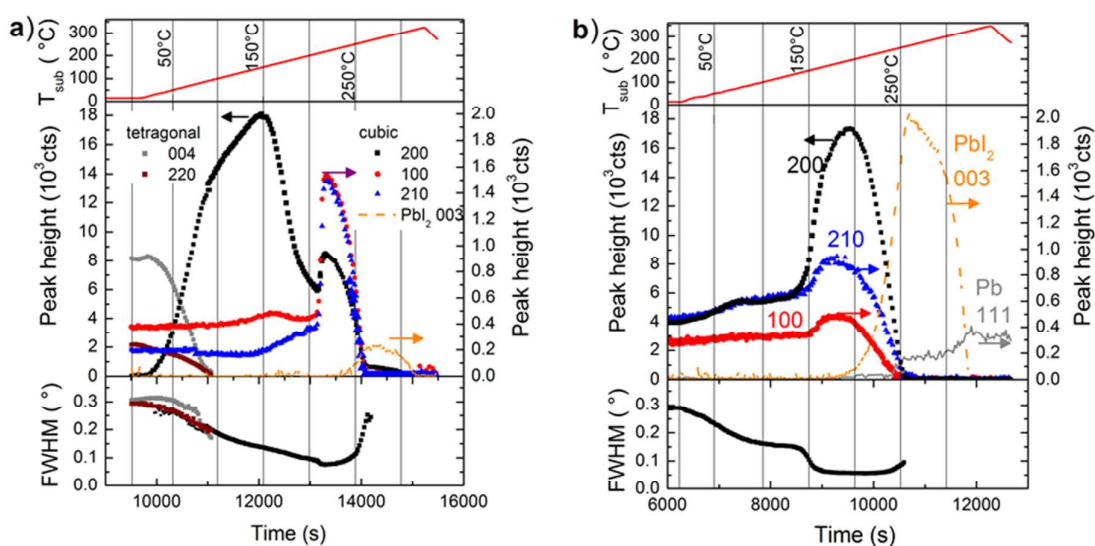 a)
T_sub (°C)
300
200
100
0
50°C
150°C
250°C
Peak height (10³cts)
18
16
14
12
10
8
6
4
2
0
tetragonal
004
220
cubic
200
100
210
PbI₂ 003
2.0
1.8
1.6
1.4
1.2
1.0
0.8
0.6
0.4
0.2
0.0
Peak height (10³cts)
FWHM (°)
0.3
0.2
0.1
0.0
10000 12000 14000 16000
Time (s)
b)
T_sub (°C)
300
200
100
0
50°C
150°C
250°C
Peak height (10³cts)
18
16
14
12
10
8
6
4
2
0
200
210
100
PbI₂
003
Pb
111
2.0
1.8
1.6
1.4
1.2
1.0
0.8
0.6
0.4
0.2
0.0
Peak height (10³cts)
FWHM (°)
0.3
0.2
0.1
0.0
6000 8000 10000 12000
Time (s)